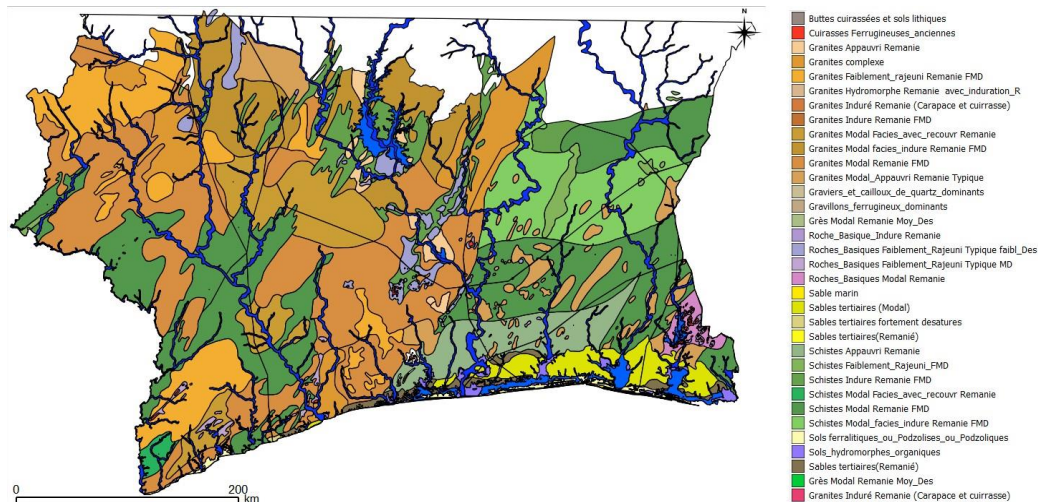 N
Buttes cuirassées et sols lithiques
Cuirasses Ferrugineuses_anciennes
Granites Appauvri Remanie
Granites complexe
Granites Faiblement_rajeuni Remanie FMD
Granites Hydromorphe Remanie avec_induration_R
Granites Induré Remanie (Carapace et cuirrasse)
Granites Indure Remanie FMD
Granites Modal Facies_avec_recouvr Remanie
Granites Modal facies_indure Remanie FMD
Granites Modal Remanie FMD
Granites Modal_Appauvri Remanie Typique
Graviers_et_cailloux_de_quartz_dominants
Gravillons_ferrugineux_dominants
Grès Modal Remanie Moy_Des
Roche_Basique_Indure Remanie
Roches_Basiques Faiblement_Rajeuni Typique faibl_Des
Roches_Basiques Faiblement_Rajeuni Typique MD
Roches_Basiques Modal Remanie
Sable marin
Sables tertiaires (Modal)
Sables tertiaires fortement desatures
Sables tertiaires(Remanié)
Schistes Appauvri Remanie
Schistes Faiblement_Rajeuni_FMD
Schistes Indure Remanie FMD
Schistes Modal Facies_avec_recouvr Remanie
Schistes Modal Remanie FMD
Schistes Modal_facies_indure Remanie FMD
Sols ferralitiques_ou_Podzolises_ou_Podzoliques
Sols_hydromorphes_organiques
Sables tertiaires(Remanié)
Grès Modal Remanie Moy_Des
Granites Induré Remanie (Carapace et cuirrasse)
0 200
km